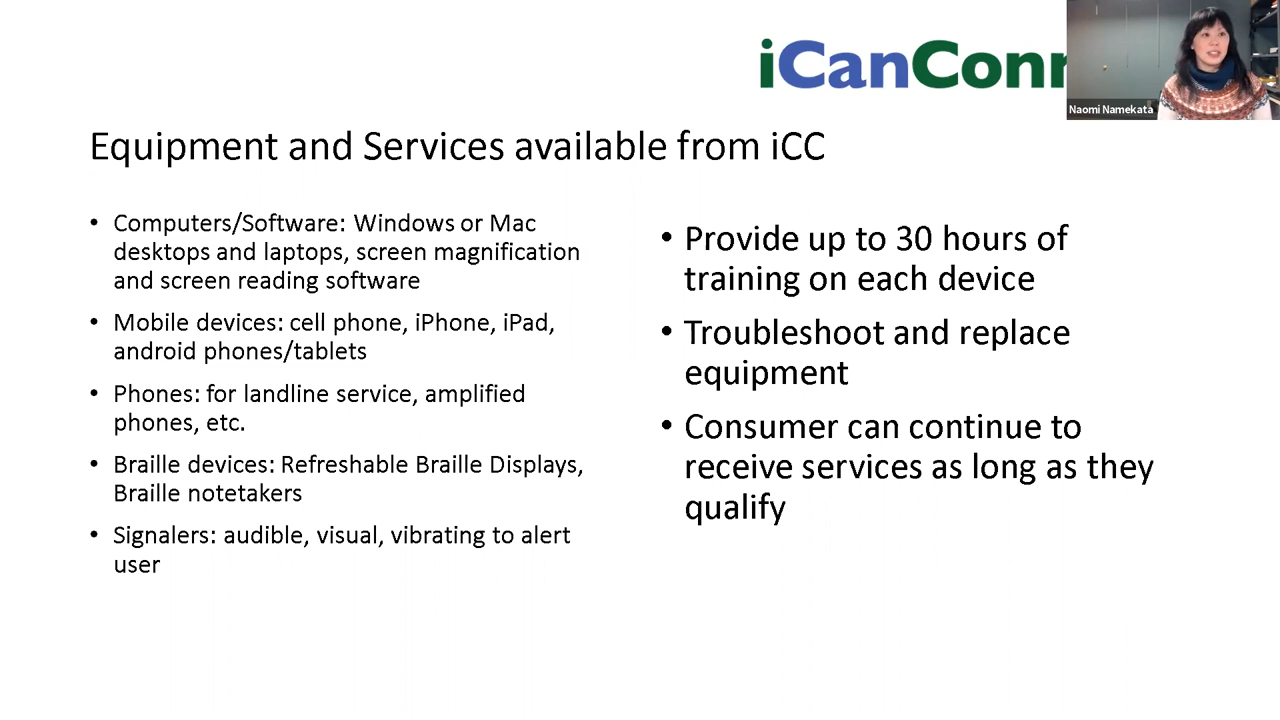 iCanConn
Naomi Namekata
Equipment and Services available from iCC
• Computers/Software: Windows or Mac
desktops and laptops, screen magnification
and screen reading software
• Mobile devices: cell phone, iPhone, iPad,
android phones/tablets
• Phones: for landline service, amplified
phones, etc.
• Braille devices: Refreshable Braille Displays,
Braille notetakers
• Signalers: audible, visual, vibrating to alert
user
• Provide up to 30 hours of
training on each device
• Troubleshoot and replace
equipment
• Consumer can continue to
receive services as long as they
qualify